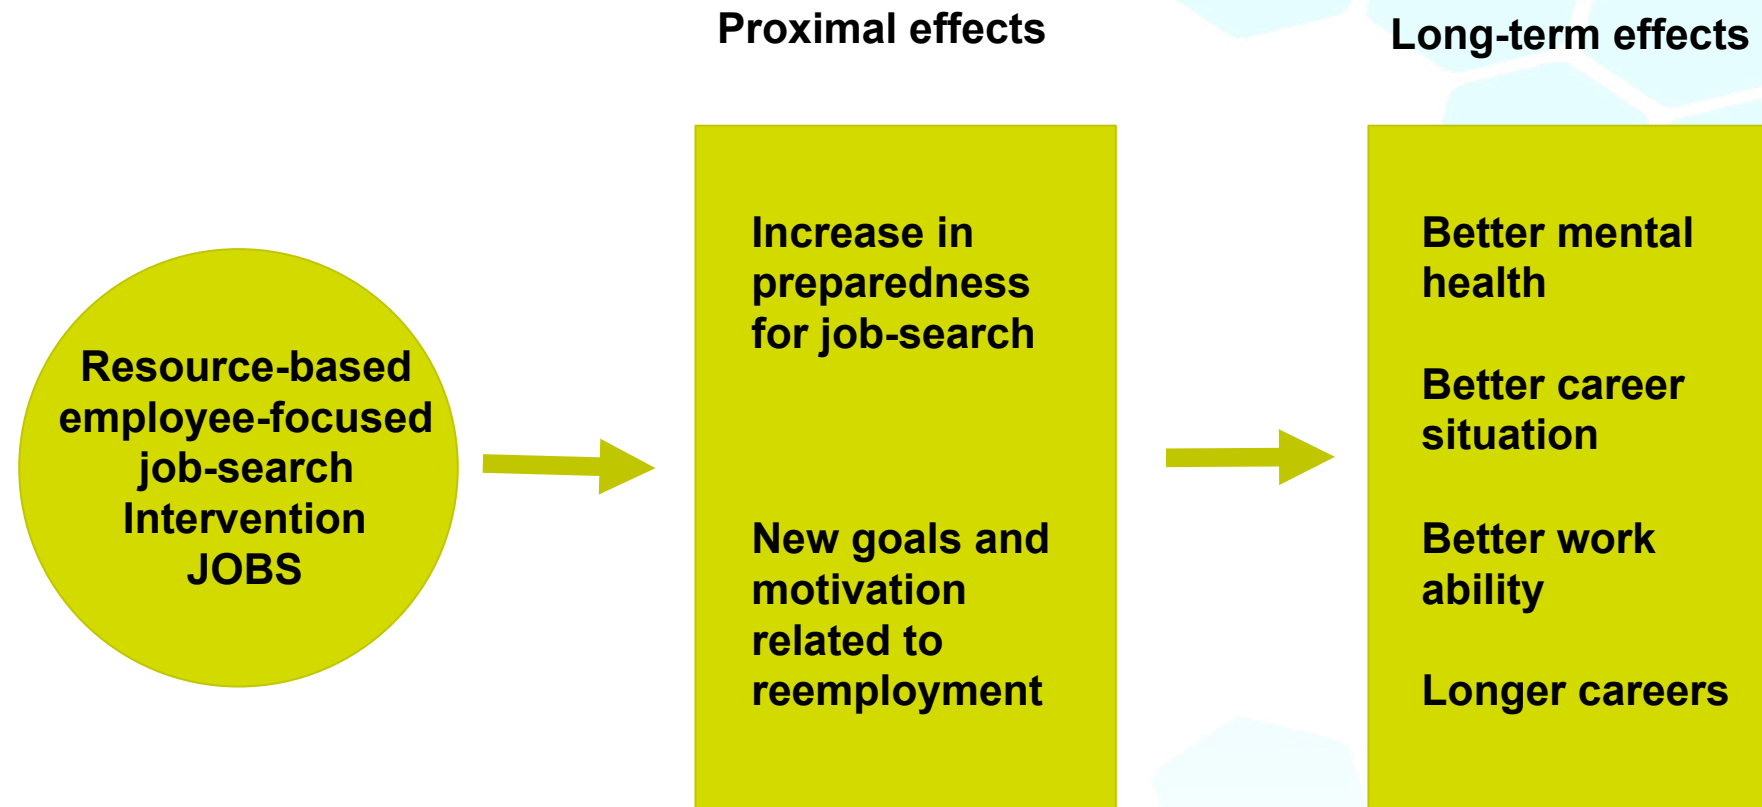 Proximal effects
Long-term effects
Resource-based
employee-focused
job-search
Intervention
JOBS
Increase in
preparedness
for job-search
New goals and
motivation
related to
reemployment
Better mental
health
Better career
situation
Better work
ability
Longer careers